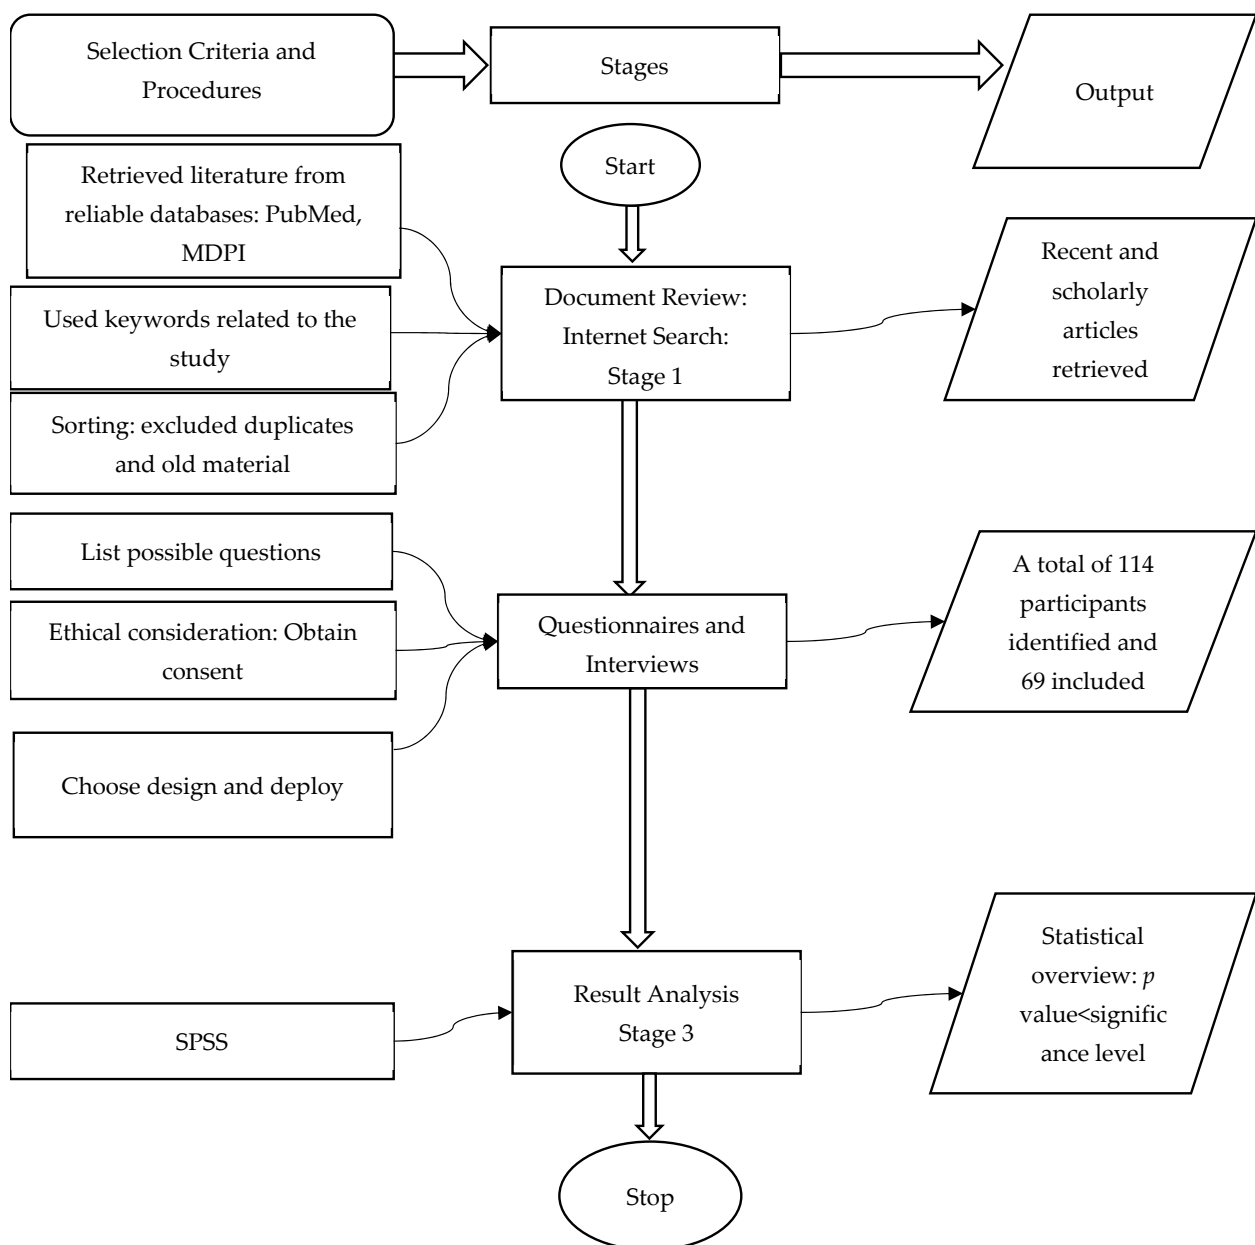 Selection Criteria and
Procedures
Stages
Output
Start
Retrieved literature from
reliable databases: PubMed,
MDPI
Used keywords related to the
study
Sorting: excluded duplicates
and old material
Document Review:
Internet Search:
Stage 1
Recent and
scholarly
articles
retrieved
List possible questions
Ethical consideration: Obtain
consent
Choose design and deploy
Questionnaires and
Interviews
A total of 114
participants
identified and
69 included
SPSS
Result Analysis
Stage 3
Statistical
overview: p
value<signific
ance level
Stop